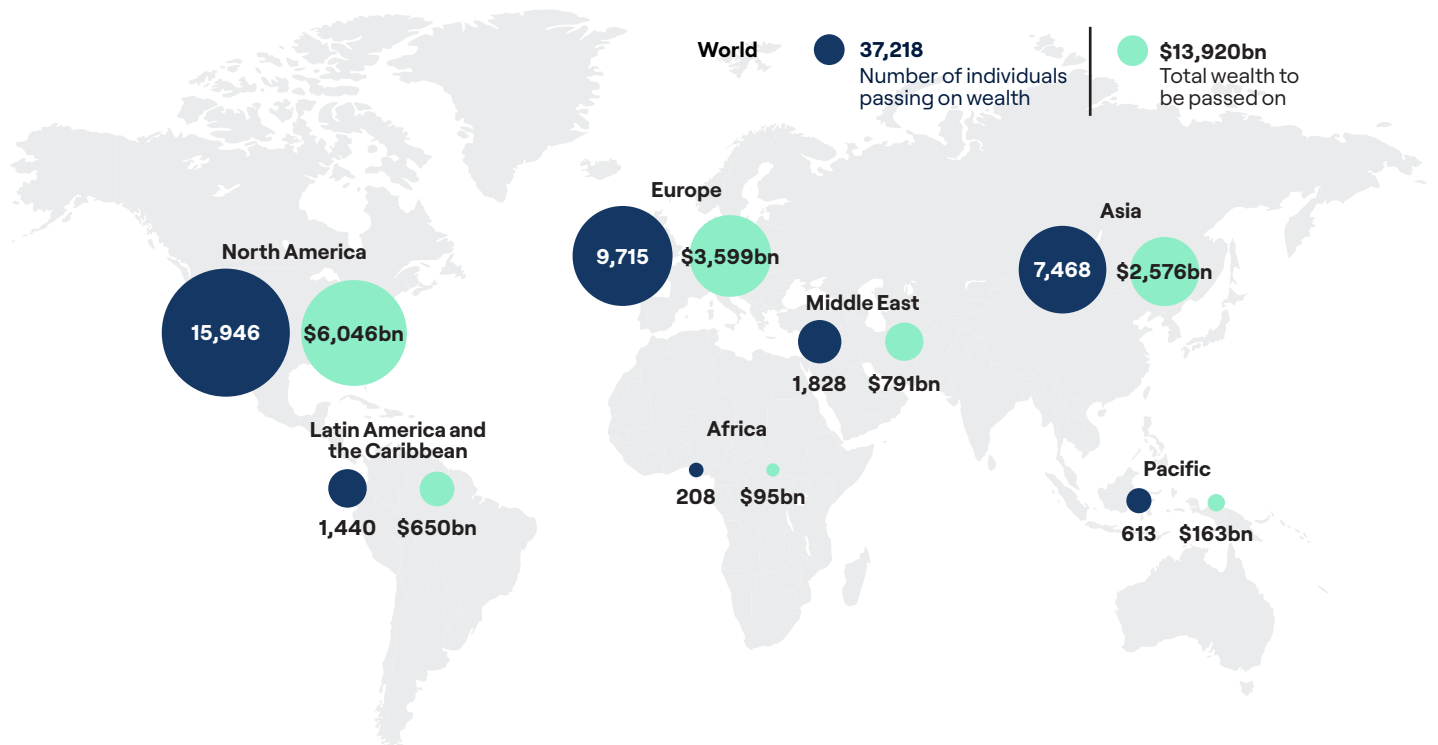 World
37,218
Number of individuals
passing on wealth
$13,920bn
Total wealth to
be passed on
Europe
9,715
$3,599bn
Asia
7,468
$2,576bn
North America
15,946
$6,046bn
Middle East
1,828
$791bn
Latin America and
the Caribbean
1,440
$650bn
Africa
208
$95bn
Pacific
613
$163bn